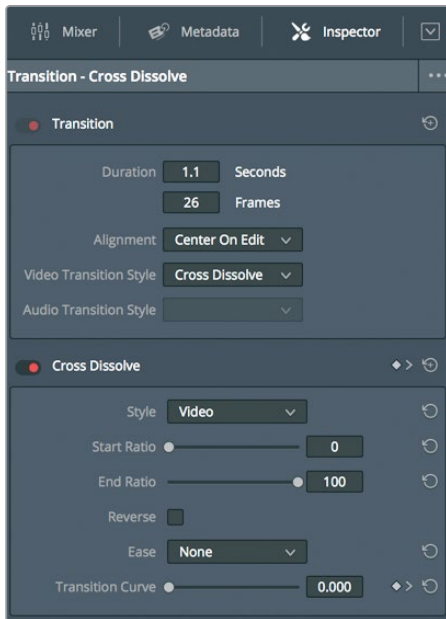 Mixer Metadata Inspector
Transition - Cross Dissolve
Transition
Duration 1.1 Seconds
26 Frames
Alignment Center On Edit
Video Transition Style Cross Dissolve
Audio Transition Style
Cross Dissolve
Style Video
Start Ratio 0
End Ratio 100
Reverse
Ease None
Transition Curve 0.000